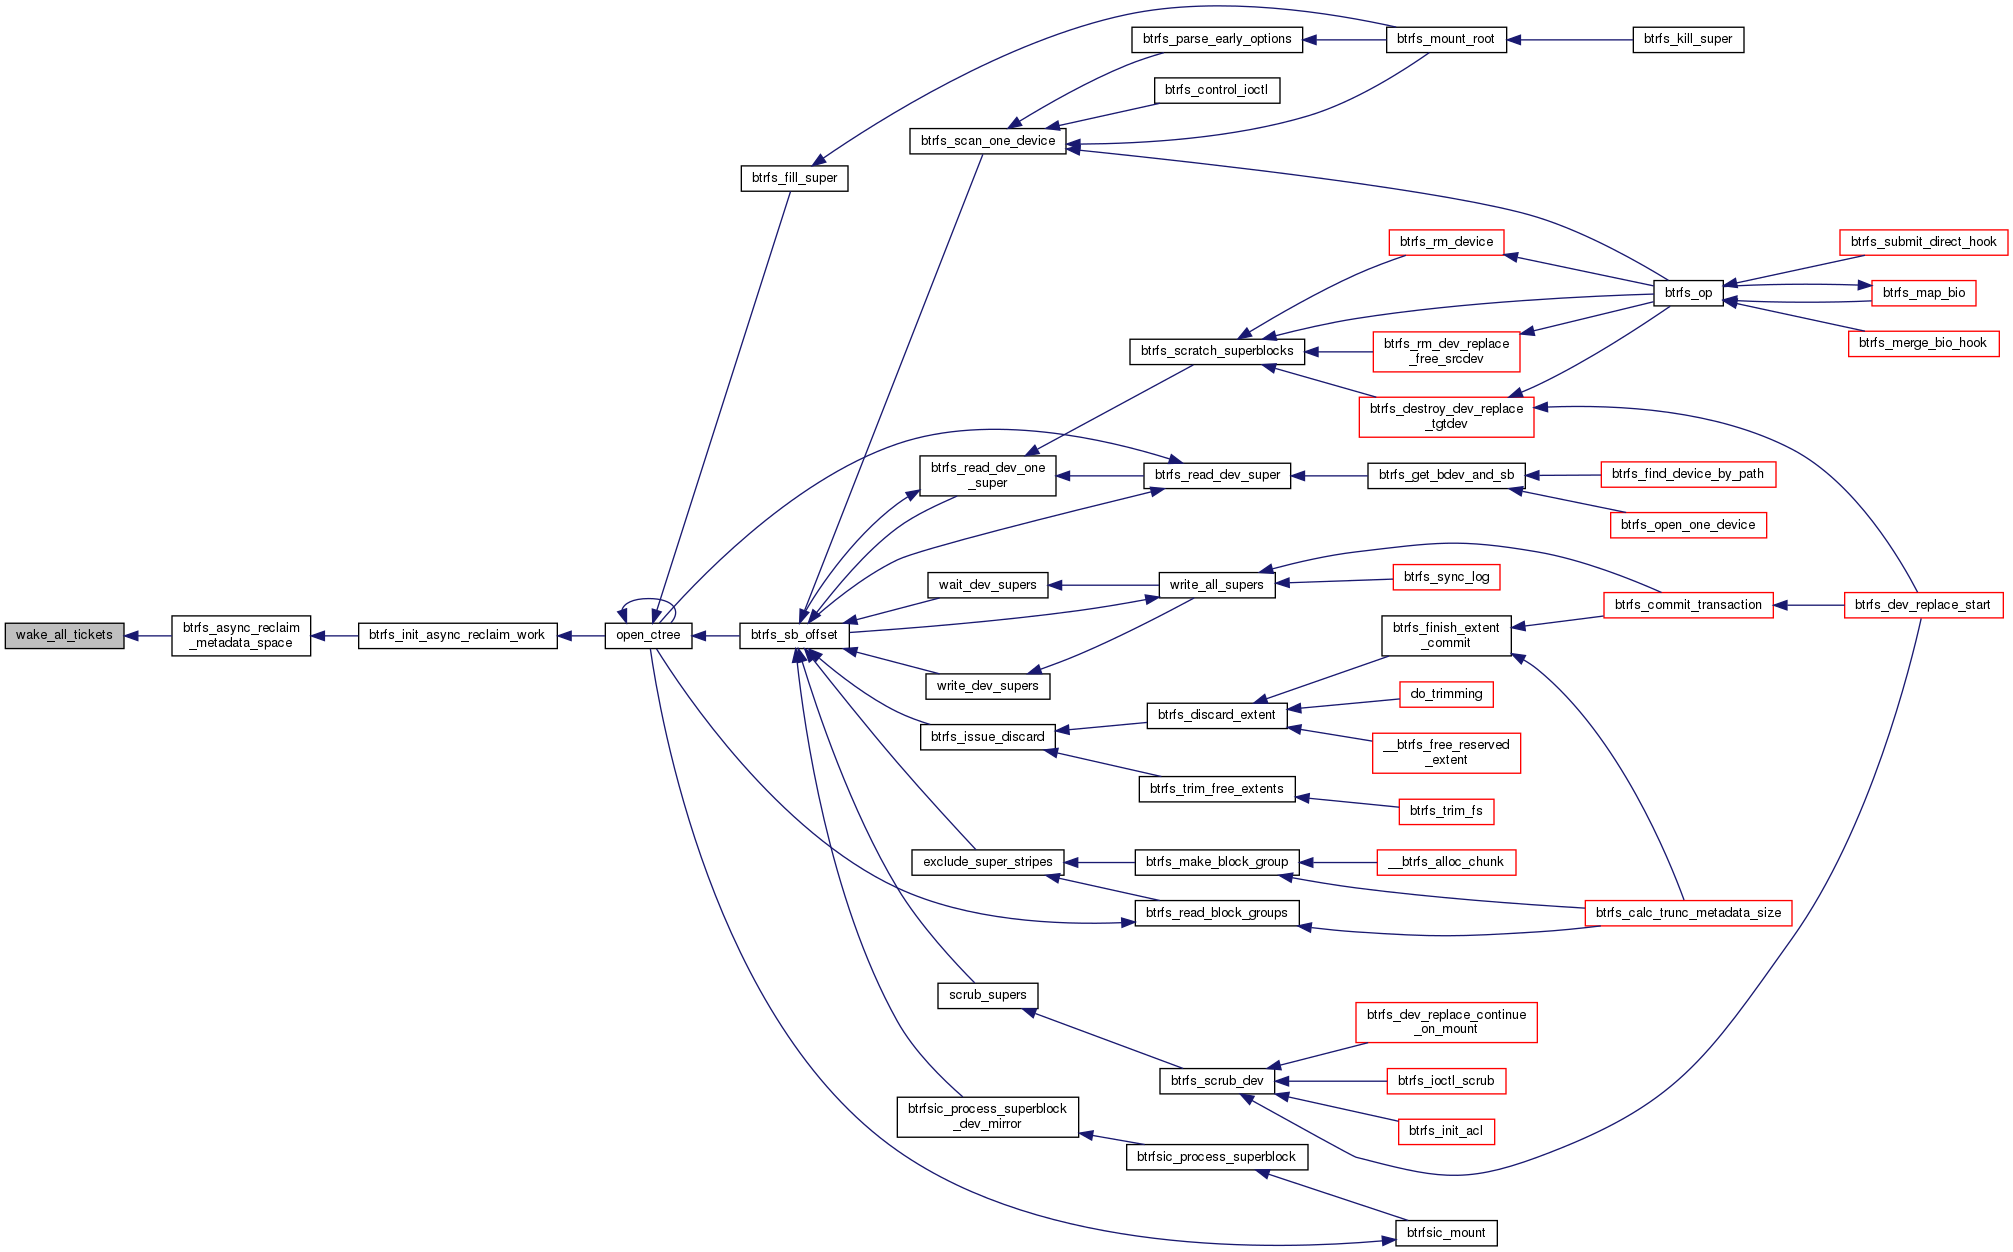 wake_all_tickets
btrfs_async_reclaim
_metadata_space
btrfs_init_async_reclaim_work
open_ctree
btrfs_fill_super
btrfs_sb_offset
btrfs_scan_one_device
btrfs_read_dev_one
_super
wait_dev_supers
write_dev_supers
btrfs_issue_discard
exclude_super_stripes
scrub_supers
btrfsic_process_superblock
_dev_mirror
btrfs_parse_early_options
btrfs_control_ioctl
btrfs_scratch_superblocks
btrfs_read_dev_super
write_all_supers
btrfs_discard_extent
btrfs_trim_free_extents
btrfs_make_block_group
btrfs_read_block_groups
btrfs_scrub_dev
btrfsic_process_superblock
btrfs_mount_root
btrfs_rm_device
btrfs_rm_dev_replace
_free_srcdev
btrfs_destroy_dev_replace
_tgtdev
btrfs_get_bdev_and_sb
btrfs_sync_log
btrfs_finish_extent
_commit
do_trimming
__btrfs_free_reserved
_extent
btrfs_trim_fs
__btrfs_alloc_chunk
btrfs_dev_replace_continue
_on_mount
btrfs_ioctl_scrub
btrfs_init_acl
btrfsic_mount
btrfs_kill_super
btrfs_op
btrfs_find_device_by_path
btrfs_open_one_device
btrfs_commit_transaction
btrfs_calc_trunc_metadata_size
btrfs_submit_direct_hook
btrfs_map_bio
btrfs_merge_bio_hook
btrfs_dev_replace_start